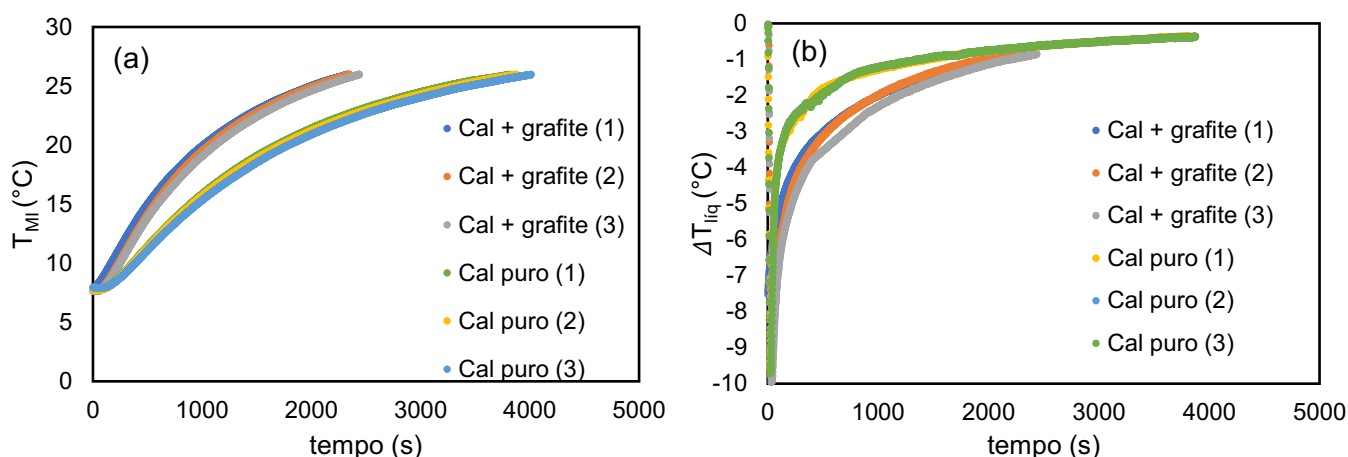 (a)
T_MI (°C)
30
25
20
15
10
5
0
0 1000 2000 3000 4000 5000
tempo (s)
Cal + grafite (1)
Cal + grafite (2)
Cal + grafite (3)
Cal puro (1)
Cal puro (2)
Cal puro (3)
(b)
ΔT_líq (°C)
0
-1
-2
-3
-4
-5
-6
-7
-8
-9
-10
0 1000 2000 3000 4000 5000
tempo (s)
Cal + grafite (1)
Cal + grafite (2)
Cal + grafite (3)
Cal puro (1)
Cal puro (2)
Cal puro (3)